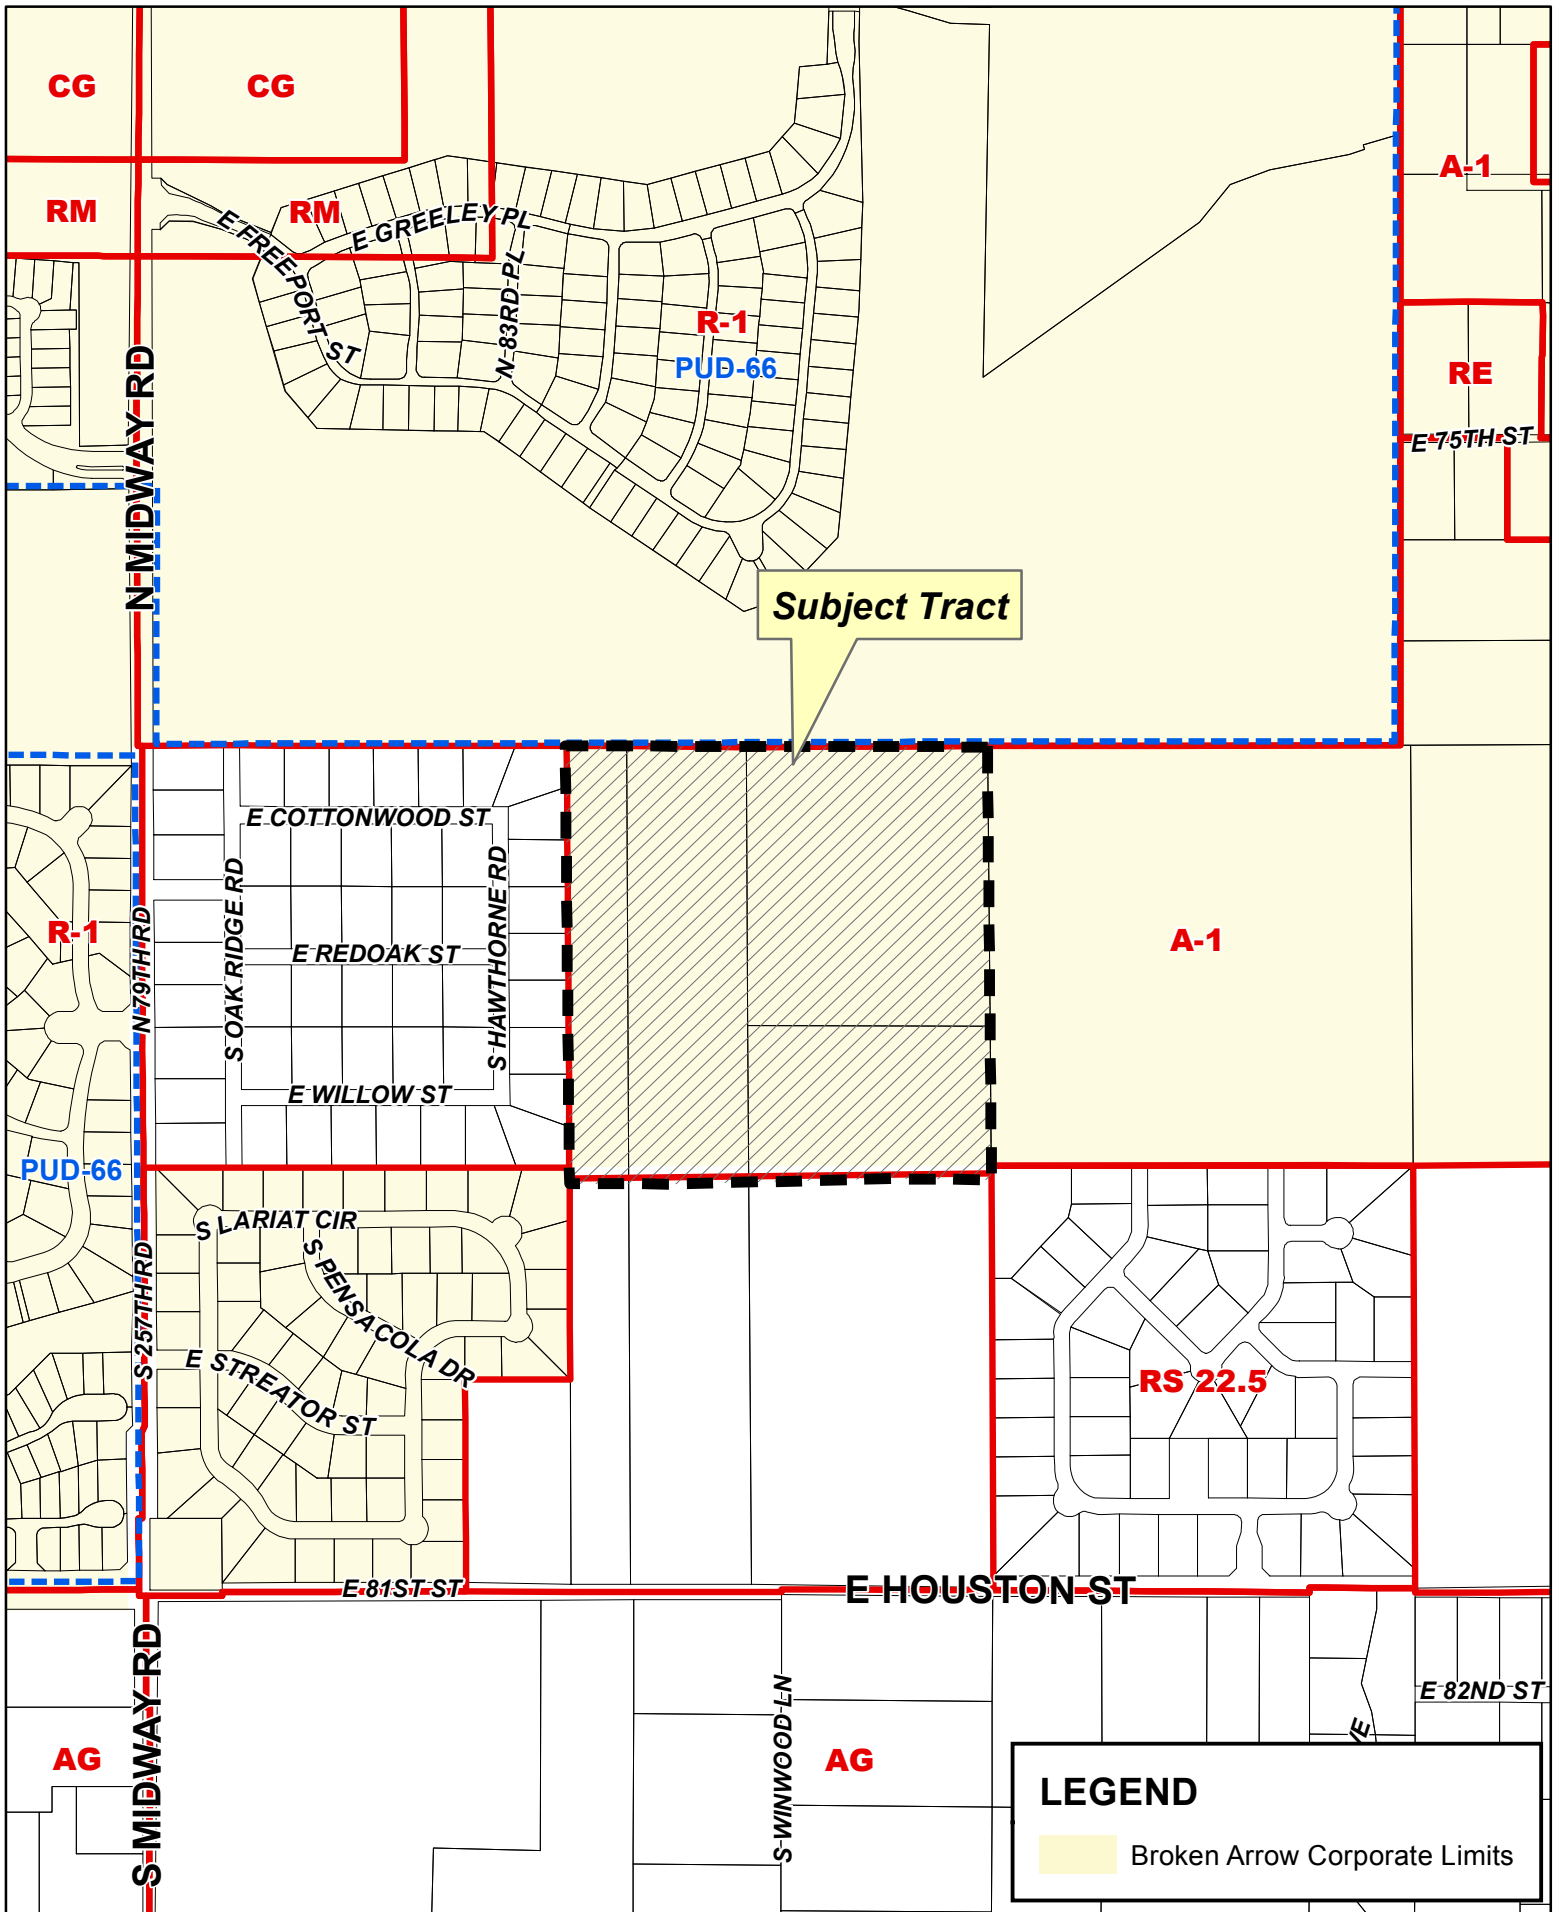 CG
CG
A-1
RM
RM
E GREELEY PL
E FREEPORT ST
N 83RD PL
R-1
PUD-66
RE
E 75TH ST
N MIDWAY RD
Subject Tract
E COTTONWOOD ST
S OAK RIDGE RD
S HAWTHORNE RD
R-1
N 79TH RD
E REDOAK ST
A-1
E WILLOW ST
PUD-66
S LARIAT CIR
S PENSACOLA DR
S 257TH RD
E STREATOR ST
RS 22.5
E 81ST ST
E HOUSTON ST
S MIDWAY RD
S WINWOOD LN
E 82ND ST
AG
AG
LEGEND
Broken Arrow Corporate Limits